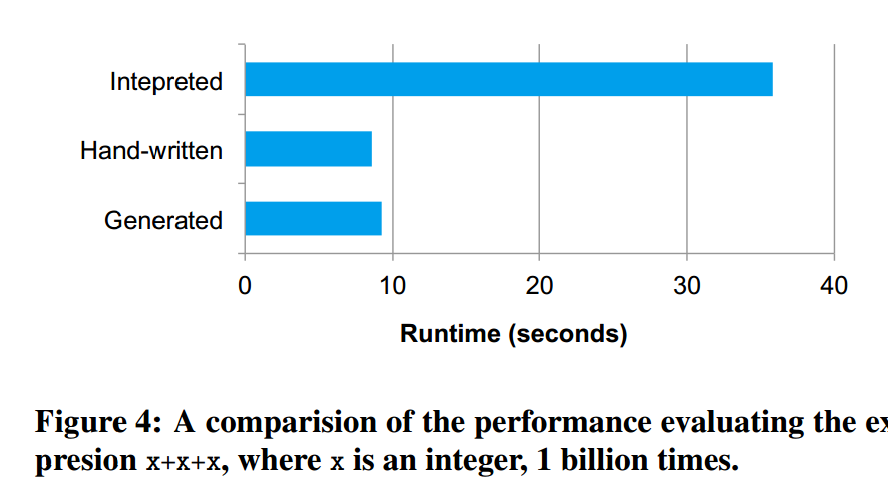 Intepreted
Hand-written
Generated
0 10 20 30 40
Runtime (seconds)
Figure 4: A comparision of the performance evaluating the ex
presion x+x+x, where x is an integer, 1 billion times.